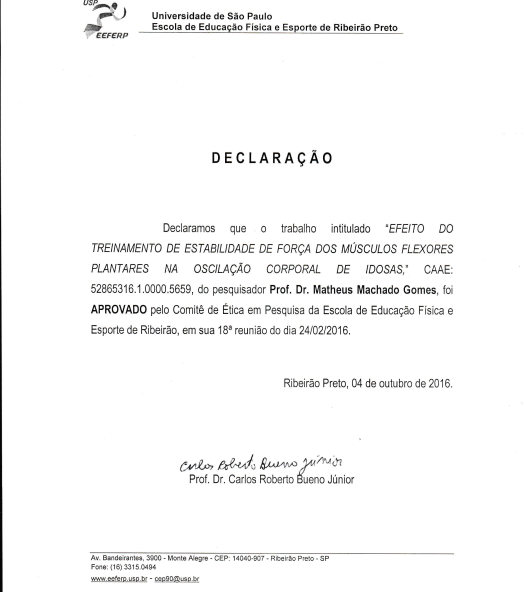 USP
EEFERP
Universidade de São Paulo
Escola de Educação Física e Esporte de Ribeirão Preto
DECLARAÇÃO
Declaramos que o trabalho intitulado "EFEITO DO
TREINAMENTO DE ESTABILIDADE DE FORÇA DOS MÚSCULOS FLEXORES
PLANTARES NA OSCILAÇÃO CORPORAL DE IDOSAS," CAAE:
52865316.1.0000.5659, do pesquisador Prof. Dr. Matheus Machado Gomes, foi
APROVADO pelo Comitê de Ética em Pesquisa da Escola de Educação Física e
Esporte de Ribeirão, em sua 18ª reunião do dia 24/02/2016.
Ribeirão Preto, 04 de outubro de 2016.
Carlos Roberto Bueno Júnior
Prof. Dr. Carlos Roberto Bueno Júnior
Av. Bandeirantes, 3900 - Monte Alegre - CEP: 14040-907 - Ribeirão Preto - SP
Fone: (16) 3315.0494
www.eeferp.usp.br - cep90@usp.br